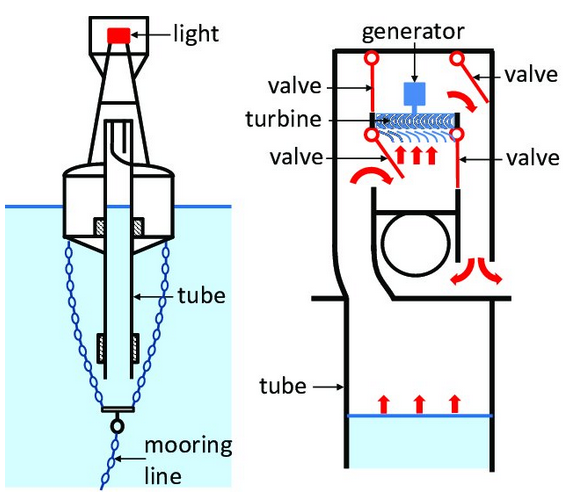 light
tube
mooring
line
generator
valve
valve
turbine
valve
valve
tube